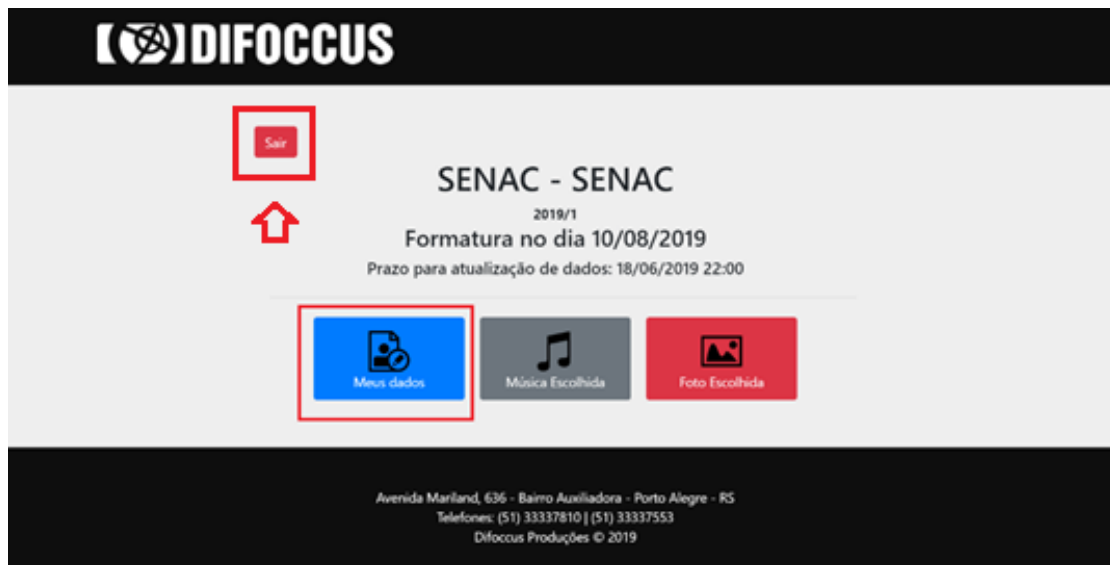 DIFOCCUS
Sair
SENAC - SENAC
2019/1
Formatura no dia 10/08/2019
Prazo para atualização de dados: 18/06/2019 22:00
Meus dados
Música Escolhida
Foto Escolhida
Avenida Mariland, 636 - Bairro Auxiliadora - Porto Alegre - RS
Telefones: (51) 33337810 | (51) 33337553
Difoccus Produções © 2019